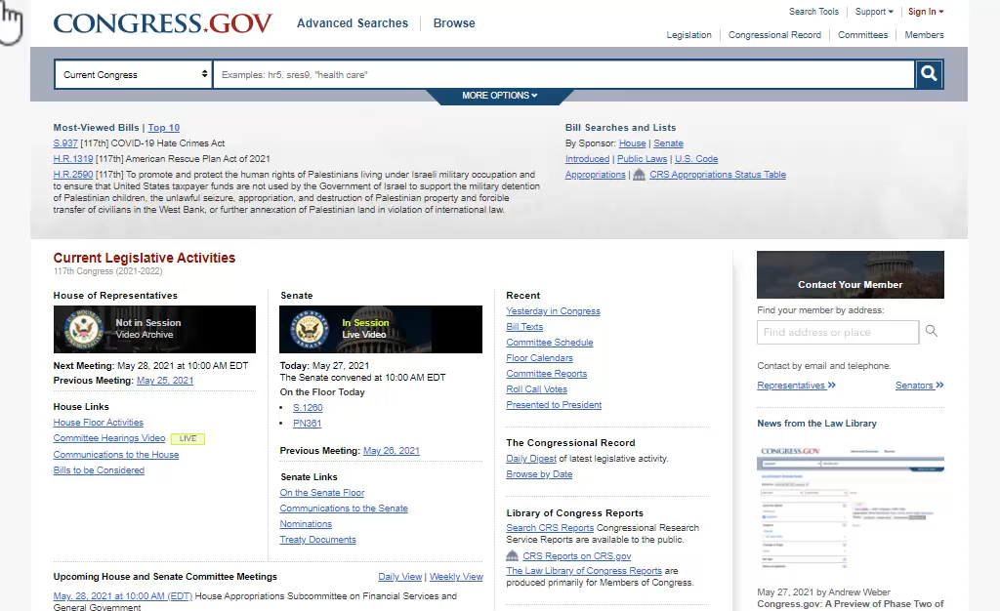 CONGRESS.GOV
Advanced Searches
Browse
Search Tools
Support
Sign In
Legislation
Congressional Record
Committees
Members
Current Congress
Examples: hr5, sres9, "health care"
MORE OPTIONS
Most-Viewed Bills | Top 10
S.937 [117th] COVID-19 Hate Crimes Act
H.R.1319 [117th] American Rescue Plan Act of 2021
H.R.2590 [117th] To promote and protect the human rights of Palestinians living under Israeli military occupation and
to ensure that United States taxpayer funds are not used by the Government of Israel to support the military detention
of Palestinian children, the unlawful seizure, appropriation, and destruction of Palestinian property and forcible
transfer of civilians in the West Bank, or further annexation of Palestinian land in violation of international law.
Bill Searches and Lists
By Sponsor: House | Senate
Introduced | Public Laws | U.S. Code
Appropriations | CRS Appropriations Status Table
Current Legislative Activities
117th Congress (2021-2022)
House of Representatives
Not in Session
Video Archive
Next Meeting: May 28, 2021 at 10:00 AM EDT
Previous Meeting: May 25, 2021
House Links
House Floor Activities
Committee Hearings Video LIVE
Communications to the House
Bills to be Considered
Senate
In Session
Live Video
Today: May 27, 2021
The Senate convened at 10:00 AM EDT
On the Floor Today
• S.1260
• PN361
Previous Meeting: May 26, 2021
Senate Links
On the Senate Floor
Communications to the Senate
Nominations
Treaty Documents
Upcoming House and Senate Committee Meetings
Daily View | Weekly View
May. 28, 2021 at 10:00 AM (EDT) House Appropriations Subcommittee on Financial Services and
General Government
Recent
Yesterday in Congress
Bill Texts
Committee Schedule
Floor Calendars
Committee Reports
Roll Call Votes
Presented to President
The Congressional Record
Daily Digest of latest legislative activity.
Browse by Date
Library of Congress Reports
Search CRS Reports Congressional Research
Service Reports are available to the public.
CRS Reports on CRS.gov
The Law Library of Congress Reports are
produced primarily for Members of Congress.
Contact Your Member
Find your member by address:
Find address or place
Contact by email and telephone.
Representatives
Senators
News from the Law Library
CONGRESS.GOV
May 27, 2021 by Andrew Weber
Congress.gov: A Preview of Phase Two of